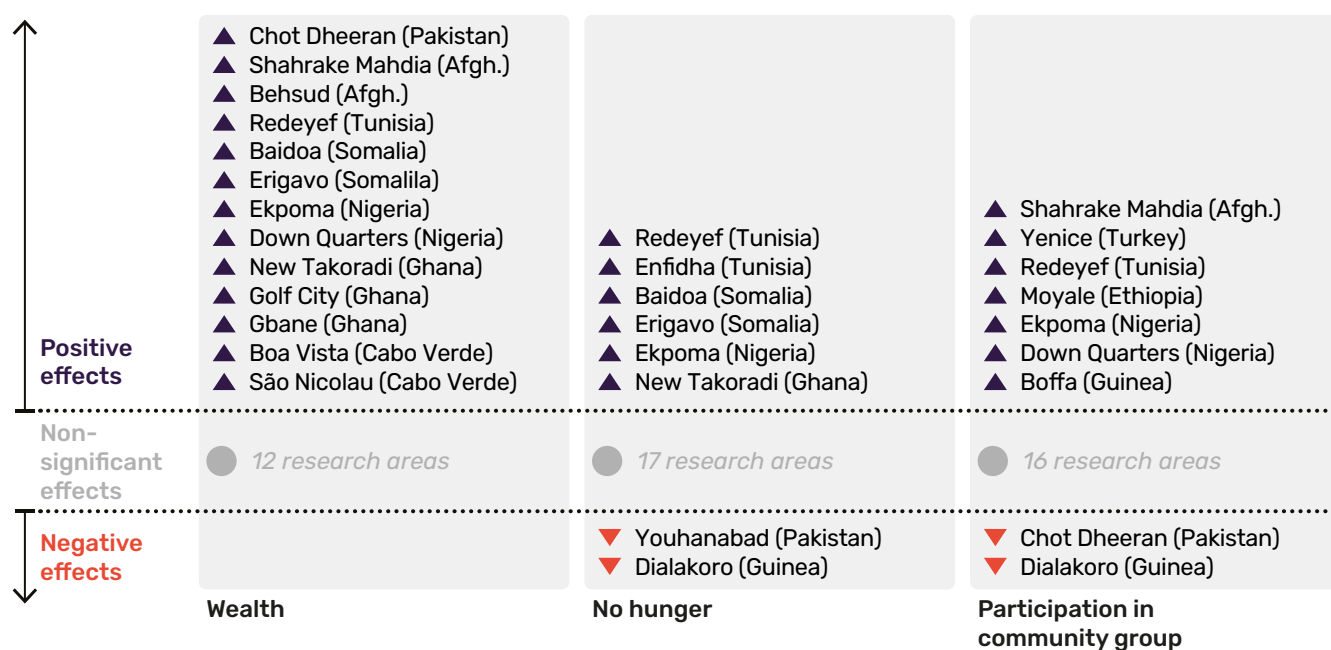 Positive
effects
Non-
significant
effects
Negative
effects
Chot Dheeran (Pakistan)
Shahrake Mahdia (Afgh.)
Behsud (Afgh.)
Redeyef (Tunisia)
Baidoa (Somalia)
Erigavo (Somalila)
Ekpoma (Nigeria)
Down Quarters (Nigeria)
New Takoradi (Ghana)
Golf City (Ghana)
Gbane (Ghana)
Boa Vista (Cabo Verde)
São Nicolau (Cabo Verde)
12 research areas
Wealth
Redeyef (Tunisia)
Enfidha (Tunisia)
Baidoa (Somalia)
Erigavo (Somalia)
Ekpoma (Nigeria)
New Takoradi (Ghana)
17 research areas
Youhanabad (Pakistan)
Dialakoro (Guinea)
No hunger
Shahrake Mahdia (Afgh.)
Yenice (Turkey)
Redeyef (Tunisia)
Moyale (Ethiopia)
Ekpoma (Nigeria)
Down Quarters (Nigeria)
Boffa (Guinea)
16 research areas
Chot Dheeran (Pakistan)
Dialakoro (Guinea)
Participation in
community group